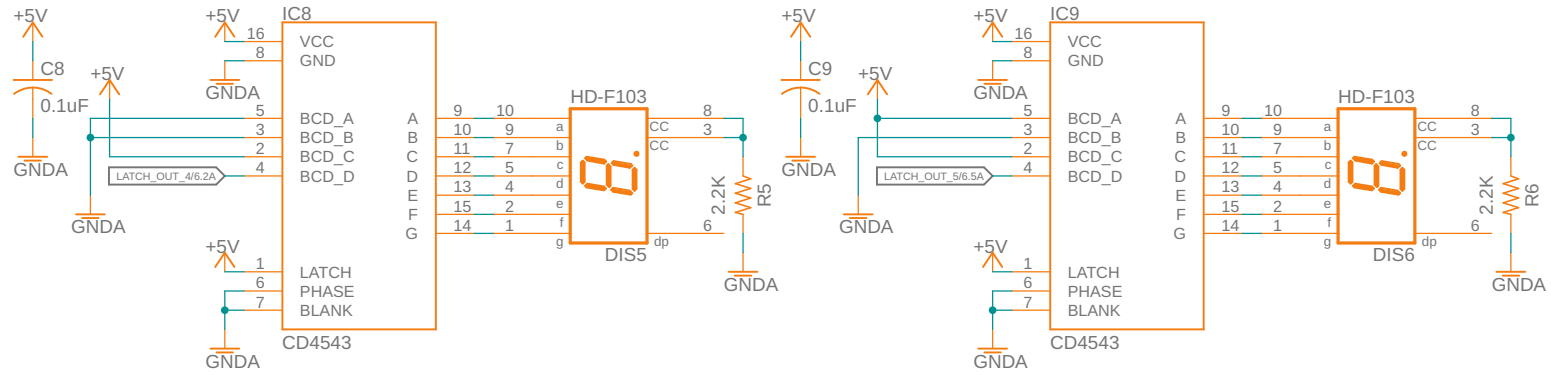 +5V
C8
0.1uF
GNDA
+5V
GNDA
LATCH_OUT_4/6.2A
IC8
+5V
16 VCC
8 GND
GNDA
5 BCD_A
3 BCD_B
2 BCD_C
4 BCD_D
+5V
1 LATCH
6 PHASE
7 BLANK
GNDA
CD4543
A 9 10 a
B 10 9 b
C 11 7 c
D 12 5 d
E 13 4 e
F 15 2 f
G 14 1 g
HD-F103
CC 8
CC 3
dp 6
DIS5
2.2K
R5
GNDA
+5V
C9
0.1uF
GNDA
+5V
GNDA
LATCH_OUT_5/6.5A
IC9
+5V
16 VCC
8 GND
GNDA
5 BCD_A
3 BCD_B
2 BCD_C
4 BCD_D
+5V
1 LATCH
6 PHASE
7 BLANK
GNDA
CD4543
A 9 10 a
B 10 9 b
C 11 7 c
D 12 5 d
E 13 4 e
F 15 2 f
G 14 1 g
HD-F103
CC 8
CC 3
dp 6
DIS6
2.2K
R6
GNDA